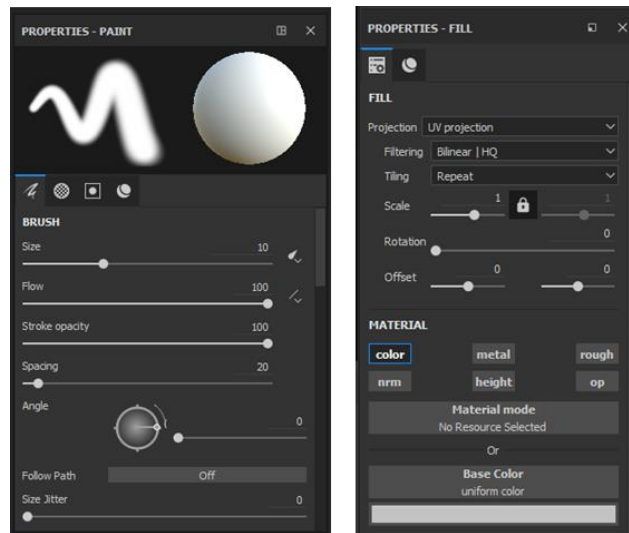 PROPERTIES - PAINT
BRUSH
Size 10
Flow 100
Stroke opacity 100
Spacing 20
Angle 0
Follow Path Off
Size Jitter 0
PROPERTIES - FILL
FILL
Projection UV projection
Filtering Bilinear | HQ
Tiling Repeat
Scale 1 1
Rotation 0
Offset 0 0
MATERIAL
color metal rough
nrm height op
Material mode
No Resource Selected
Or
Base Color
uniform color